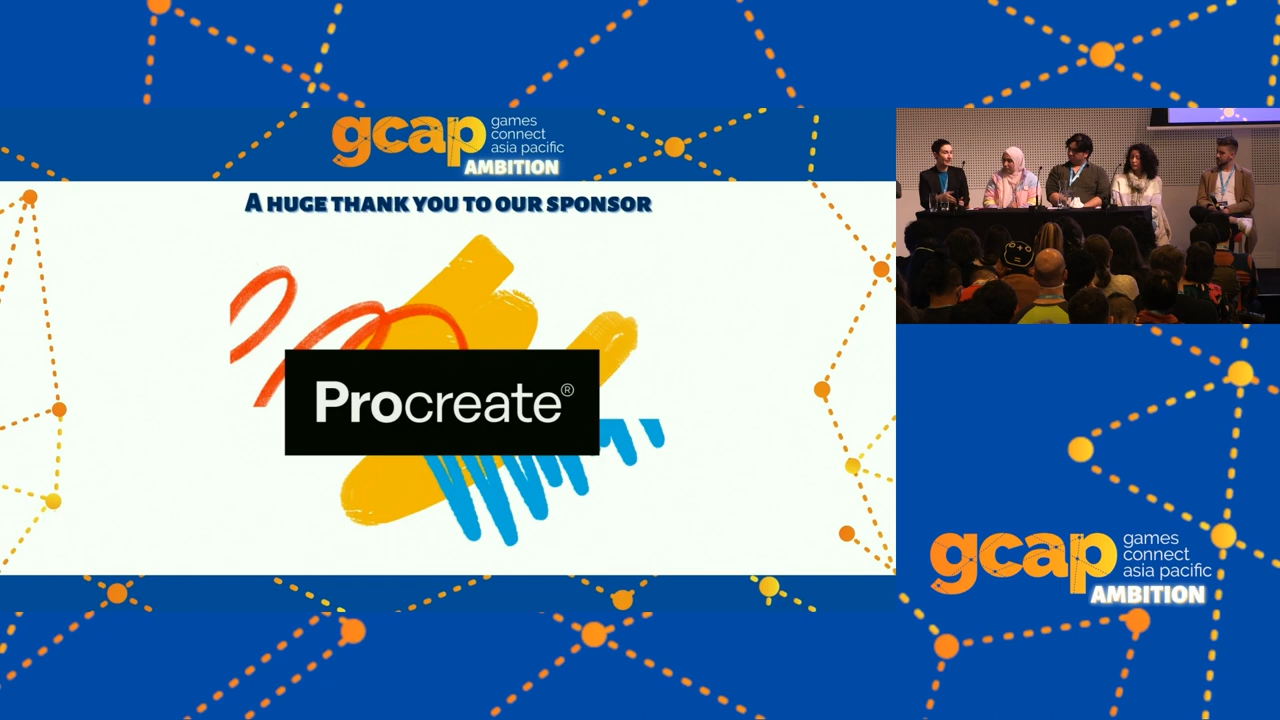 gcap
games
connect
asia pacific
AMBITION
A HUGE THANK YOU TO OUR SPONSOR
Procreate®
gcap
games
connect
asia pacific
AMBITION